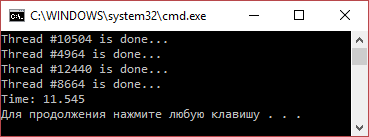 C:\WINDOWS\system32\cmd.exe
Thread #10504 is done...
Thread #4964 is done...
Thread #12440 is done...
Thread #8664 is done...
Time: 11.545
Для продолжения нажмите любую клавишу . . .